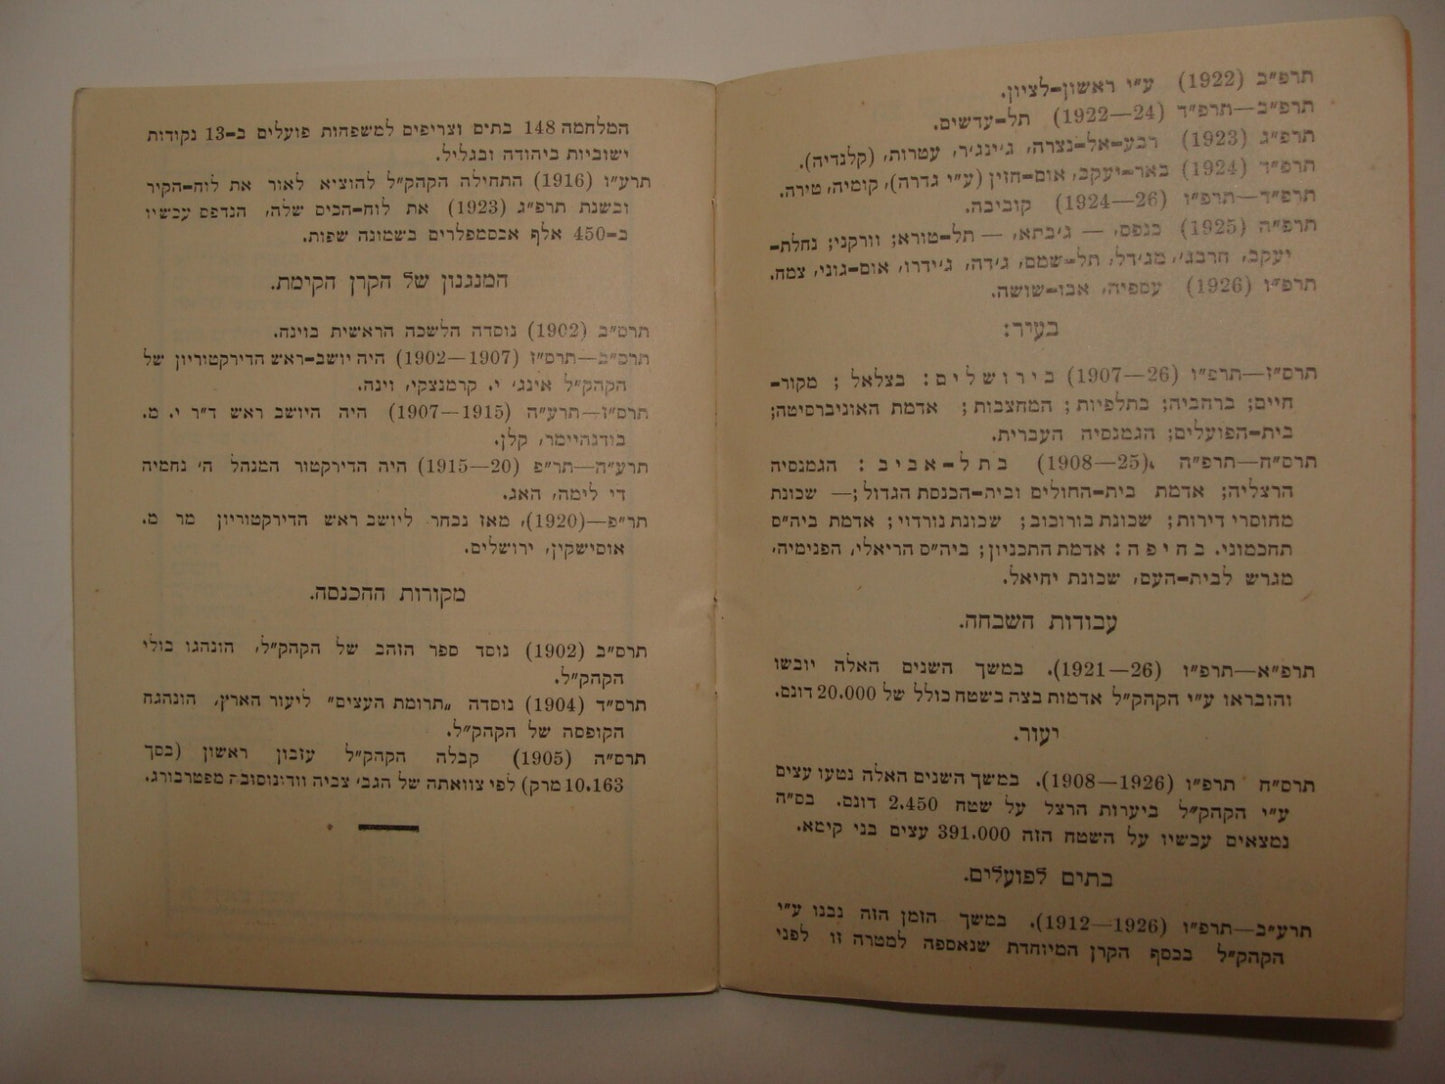 תרפ״ב (1922) ע״י ראשון–לציון.
תרפ״ב—תרפ״ד (24—1922) תל–עדשים.
תרפ״ג (1923) רבע–אל–נצרה, ג׳ינג׳ר, עטרות, (קלנדיה).
תרפ״ד (1924) באר–יעקב, אום–חזין (ע״י גדרה), קומיה, טירה.
תרפ״ד—תרפ״ו (26—1924) קוביבה.
תרפ״ה (1925) כנפס, — ג׳בתא, — תל–טורא; וורקני; נחלת–
יעקב, חרבג׳, מג׳דל, תל–שמם, ג׳דה, ג׳ידרו, אום–גוני, צמח.
תרפ״ו (1926) עספיה, אבו–שושה.
בעיר:
תרס״ז—תרפ״ו (26—1907) בירושלים: בצלאל; מקור–
חיים; ברחביה; בתלפיות; המחצבות; אדמת האוניברסיטה;
בית–הפועלים; הגמנסיה העברית.
תרס״ח—תרפ״ה (25—1908). בתל–אביב: הגמנסיה
הרצליה; אדמת בית–החולים ובית–הכנסת הגדול; — שכונת
מחוסרי דירות; שכונת בורוכוב; שכונת נורדוי; אדמת ביה״ס
תחכמוני. בחיפה: אדמת התכניון; ביה״ס הריאלי, הפנימיה,
מגרש לבית–העם, שכונת יחיאל.
עבודות השבחה.
תרפ״א—תרפ״ו (26—1921). במשך השנים האלה יובשו
והובראו ע״י הקהק״ל אדמות בצה בשטח כולל של 20.000 דונם.
יעור.
תרס״ח תרפ״ו (1926—1908). במשך השנים האלה נטעו עצים
ע״י הקהק״ל ביערות הרצל על שטח 2.450 דונם. בס״ה
נמצאים עכשיו על השטח הזה 391.000 עצים בני קימא.
בתים לפועלים.
תרע״ב—תרפ״ו (1926—1912). במשך הזמן הזה נבנו ע״י
הקהק״ל בכסף הקרן המיוחדת שנאספה למטרה זו לפני
המלחמה 148 בתים וצריפים למשפחות פועלים ב–13 נקודות
ישוביות ביהודה ובגליל.
תרע״ו (1916) התחילה הקהק״ל להוציא לאור את לוח–הקיר
ובשנת תרפ״ג (1923) את לוח–הכיס שלה, הנדפס עכשיו
ב–450 אלף אכסמפלרים בשמונה שפות.
המנגנון של הקרן הקימת.
תרס״ב (1902) נוסדה הלשכה הראשית בוינה.
תרס״ב—תרס״ז (1907—1902) היה יושב–ראש הדירקטוריון של
הקהק״ל אינג׳ י. קרמנצקי, וינה.
תרס״ז—תרע״ה (1915—1907) היה היושב ראש ד״ר י. מ.
בודנהיימר, קלן.
תרע״ה—תר״פ (20—1915) היה הדירקטור המנהל ה׳ נחמיה
די לימה, האג.
תר״פ—(1920), מאז נבחר ליושב ראש הדירקטוריון מר מ.
אוסישקין, ירושלים.
מקורות ההכנסה.
תרס״ב (1902) נוסד ספר הזהב של הקהק״ל, הונהגו בולי
הקהק״ל.
תרס״ד (1904) נוסדה „תרומת העצים״ ליעור הארץ, הונהגה
הקופסה של הקהק״ל.
תרס״ה (1905) קבלה הקהק״ל עזבון ראשון (בסך
10.163 מרק) לפי צוואתה של הגב׳ צביה מפטרבורג.